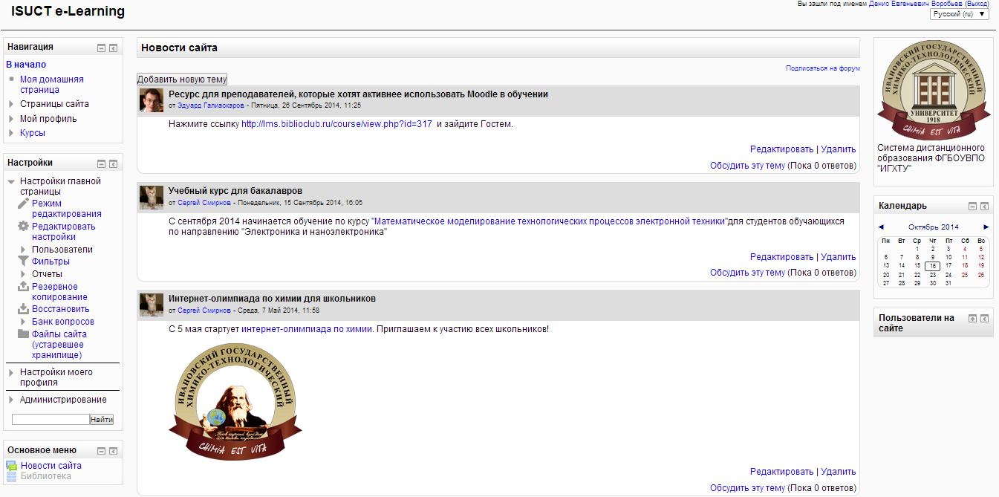 ISUCT e-Learning
Вы зашли под именем Денис Евгеньевич Воробьев (Выход)
Русский (ru)
Навигация
В начало
Моя домашняя
страница
Страницы сайта
Мой профиль
Курсы
Настройки
Настройки главной
страницы
Режим
редактирования
Редактировать
настройки
Пользователи
Фильтры
Отчеты
Резервное
копирование
Восстановить
Банк вопросов
Файлы сайта
(устаревшее
хранилище)
Настройки моего
профиля
Администрирование
Найти
Основное меню
Новости сайта
Библиотека
Новости сайта
Подписаться на форум
Добавить новую тему
Ресурс для преподавателей, которые хотят активнее использовать Moodle в обучении
от Эдуард Галиаскаров - Пятница, 26 Сентябрь 2014, 11:25
Нажмите ссылку http://lms.biblioclub.ru/course/view.php?id=317 и зайдите Гостем.
Редактировать | Удалить
Обсудить эту тему (Пока 0 ответов)
Учебный курс для бакалавров
от Сергей Смирнов - Понедельник, 15 Сентябрь 2014, 16:05
С сентября 2014 начинается обучение по курсу "Математическое моделирование технологических процессов электронной техники"для студентов обучающихся
по направлению "Электроника и наноэлектроника"
Редактировать | Удалить
Обсудить эту тему (Пока 0 ответов)
Интернет-олимпиада по химии для школьников
от Сергей Смирнов - Среда, 7 Май 2014, 11:58
С 5 мая стартует интернет-олимпиада по химии. Приглашаем к участию всех школьников!
ИВАНОВСКИЙ ГОСУДАРСТВЕННЫЙ
ХИМИКО-ТЕХНОЛОГИЧЕСКИЙ
CHIMIA EST VITA
Редактировать | Удалить
Обсудить эту тему (Пока 0 ответов)
ИВАНОВСКИЙ ГОСУДАРСТВЕННЫЙ
ХИМИКО-ТЕХНОЛОГИЧЕСКИЙ
УНИВЕРСИТЕТ
1918
CHIMIA EST VITA
Система дистанционного
образования ФГБОУВПО
"ИГХТУ"
Календарь
◄ Октябрь 2014 ►
Пн Вт Ср Чт Пт Сб Вс
1 2 3 4 5
6 7 8 9 10 11 12
13 14 15 16 17 18 19
20 21 22 23 24 25 26
27 28 29 30 31
Пользователи на
сайте